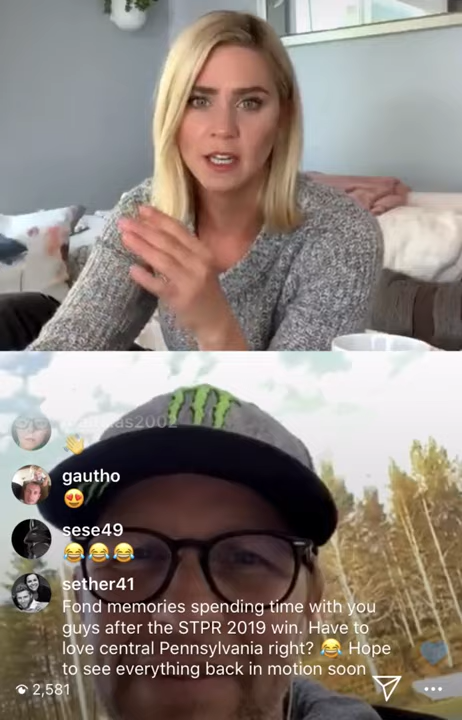 gautho
😍
sese49
😂😂😂
sether41
Fond memories spending time with you
guys after the STPR 2019 win. Have to
love central Pennsylvania right? 😂 Hope
to see everything back in motion soon
2,581